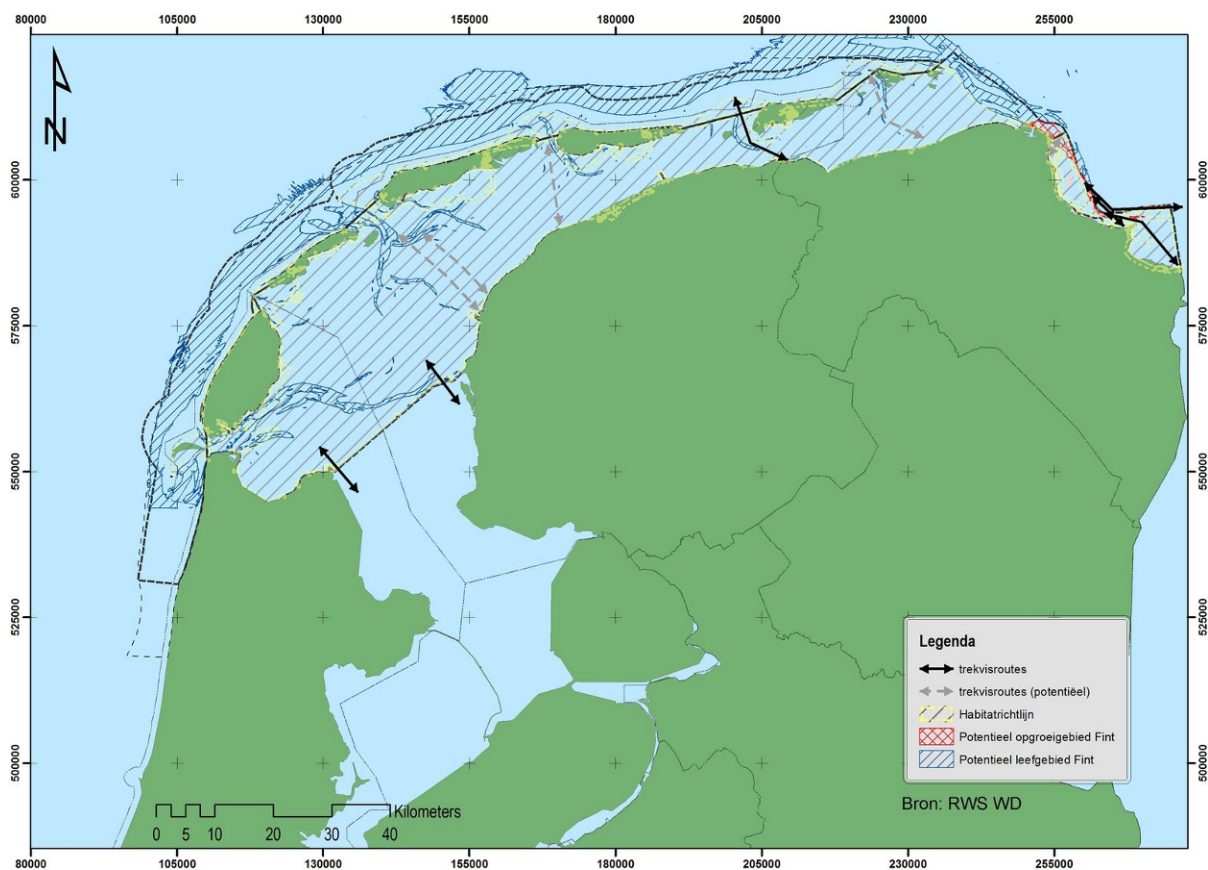 80000 105000 130000 155000 180000 205000 230000 255000
N
600000 600000
575000 575000
550000 550000
525000 525000
500000 500000
Legenda
trekvisroutes
trekvisroutes (potentiëel)
Habitatrichtlijn
Potentieel opgroeigebied Fint
Potentieel leefgebied Fint
Bron: RWS WD
Kilometers
0 5 10 20 30 40
80000 105000 130000 155000 180000 205000 230000 255000